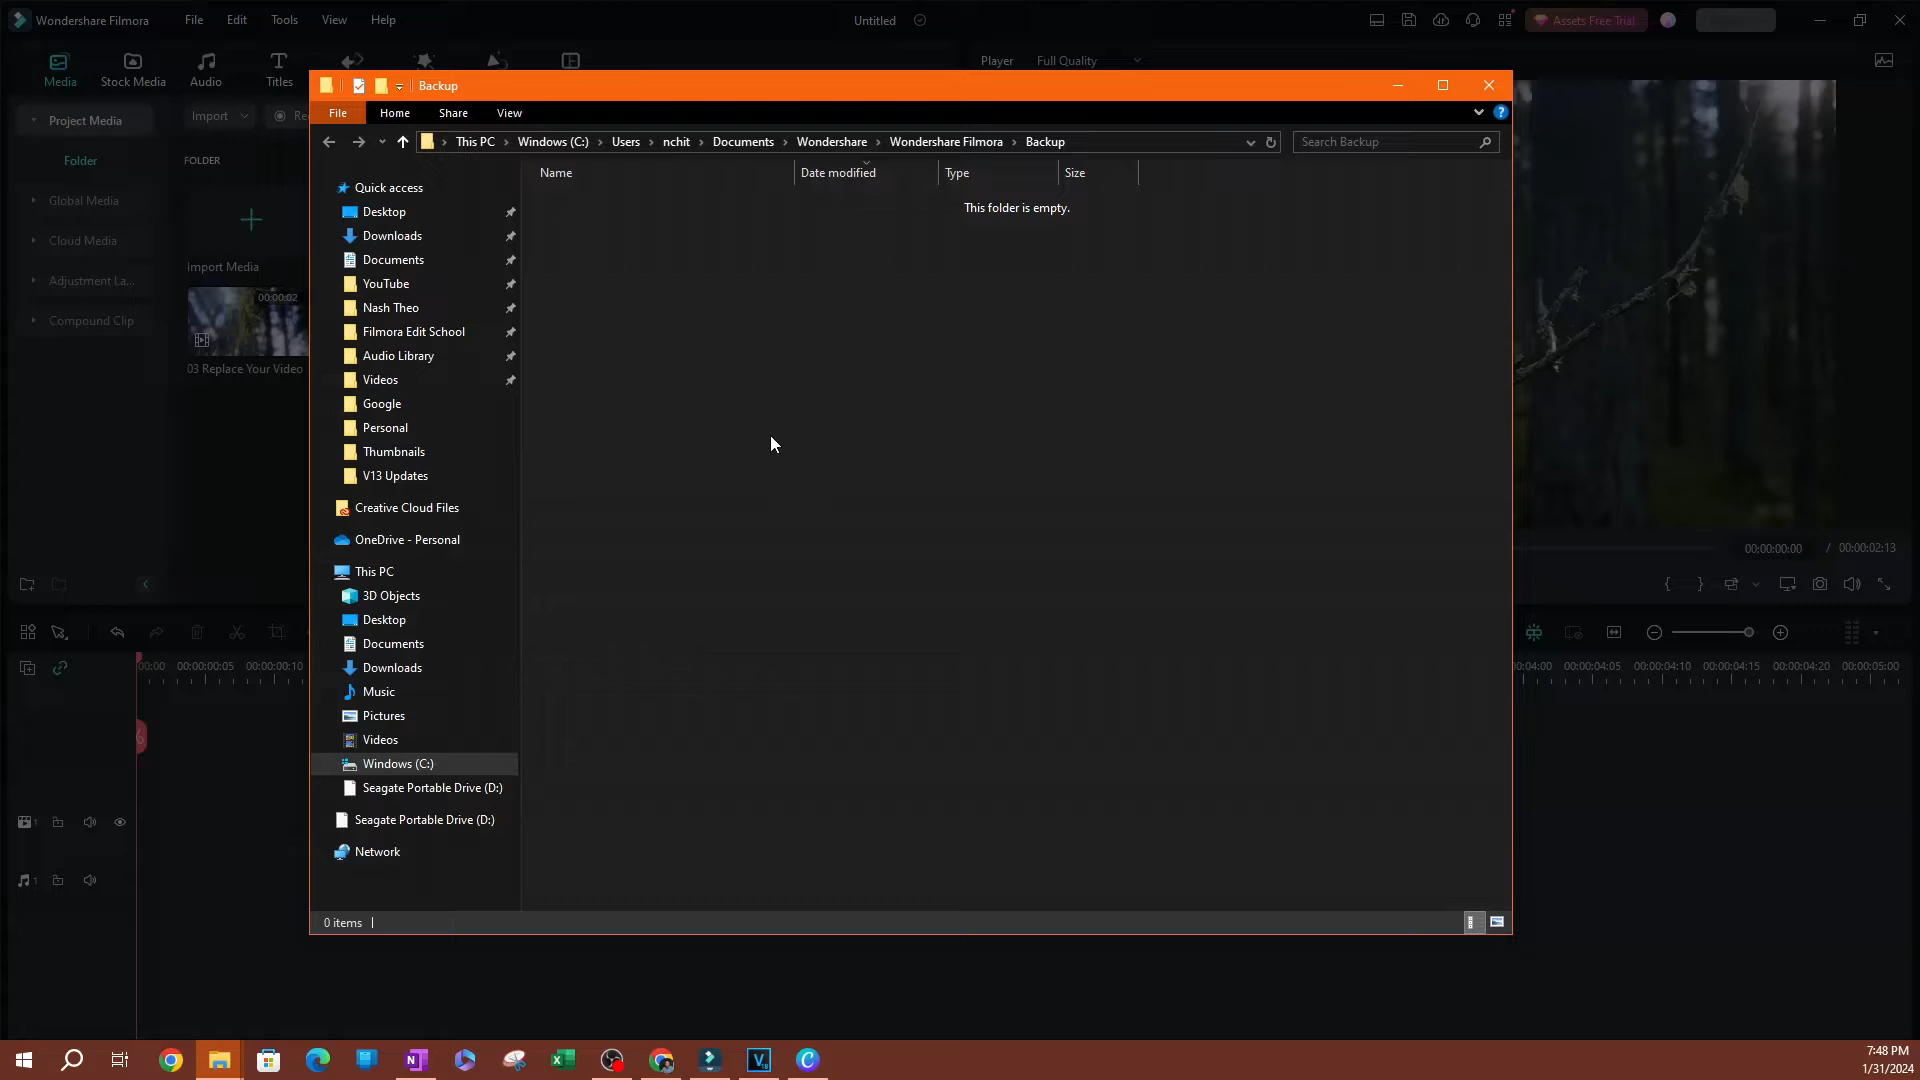 Wondershare Filmora File Edit Tools View Help Untitled Assets Free Trial
Media Stock Media Audio Titles
Player Full Quality
Backup
File Home Share View
Project Media Import
This PC Windows (C:) Users nchit Documents Wondershare Wondershare Filmora Backup Search Backup
Folder FOLDER
Name Date modified Type Size
This folder is empty.
Global Media
Cloud Media
Adjustment La...
Compound Clip
Import Media
00:00:02
03 Replace Your Video
Quick access
Desktop
Downloads
Documents
YouTube
Nash Theo
Filmora Edit School
Audio Library
Videos
Google
Personal
Thumbnails
V13 Updates
Creative Cloud Files
OneDrive - Personal
This PC
3D Objects
Desktop
Documents
Downloads
Music
Pictures
Videos
Windows (C:)
Seagate Portable Drive (D:)
Seagate Portable Drive (D:)
Network
0 items
00:00:00:00 / 00:00:02:13
00:00 00:00:00:05 00:00:00:10 00:04:00 00:00:04:05 00:00:04:10 00:00:04:15 00:00:04:20 00:00:05:00
1
1
7:48 PM
1/31/2024